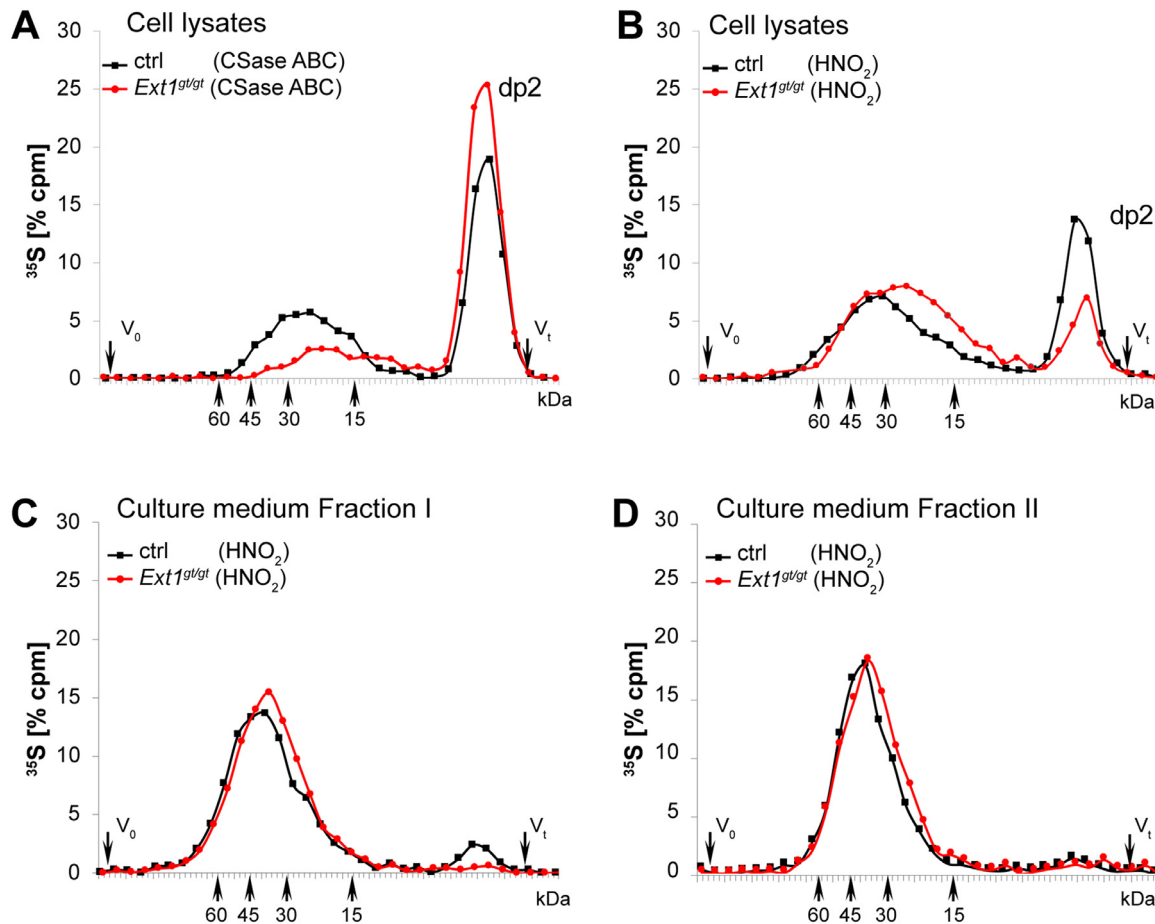 A Cell lysates
30
25
20
15
10
5
0
³⁵S [% cpm]
ctrl (CSase ABC)
Ext1gt/gt (CSase ABC)
dp2
V₀
Vₜ
60 45 30 15
kDa
B Cell lysates
30
25
20
15
10
5
0
³⁵S [% cpm]
ctrl (HNO₂)
Ext1gt/gt (HNO₂)
dp2
V₀
Vₜ
60 45 30 15
kDa
C Culture medium Fraction I
30
25
20
15
10
5
0
³⁵S [% cpm]
ctrl (HNO₂)
Ext1gt/gt (HNO₂)
V₀
Vₜ
60 45 30 15
kDa
D Culture medium Fraction II
30
25
20
15
10
5
0
³⁵S [% cpm]
ctrl (HNO₂)
Ext1gt/gt (HNO₂)
V₀
Vₜ
60 45 30 15
kDa